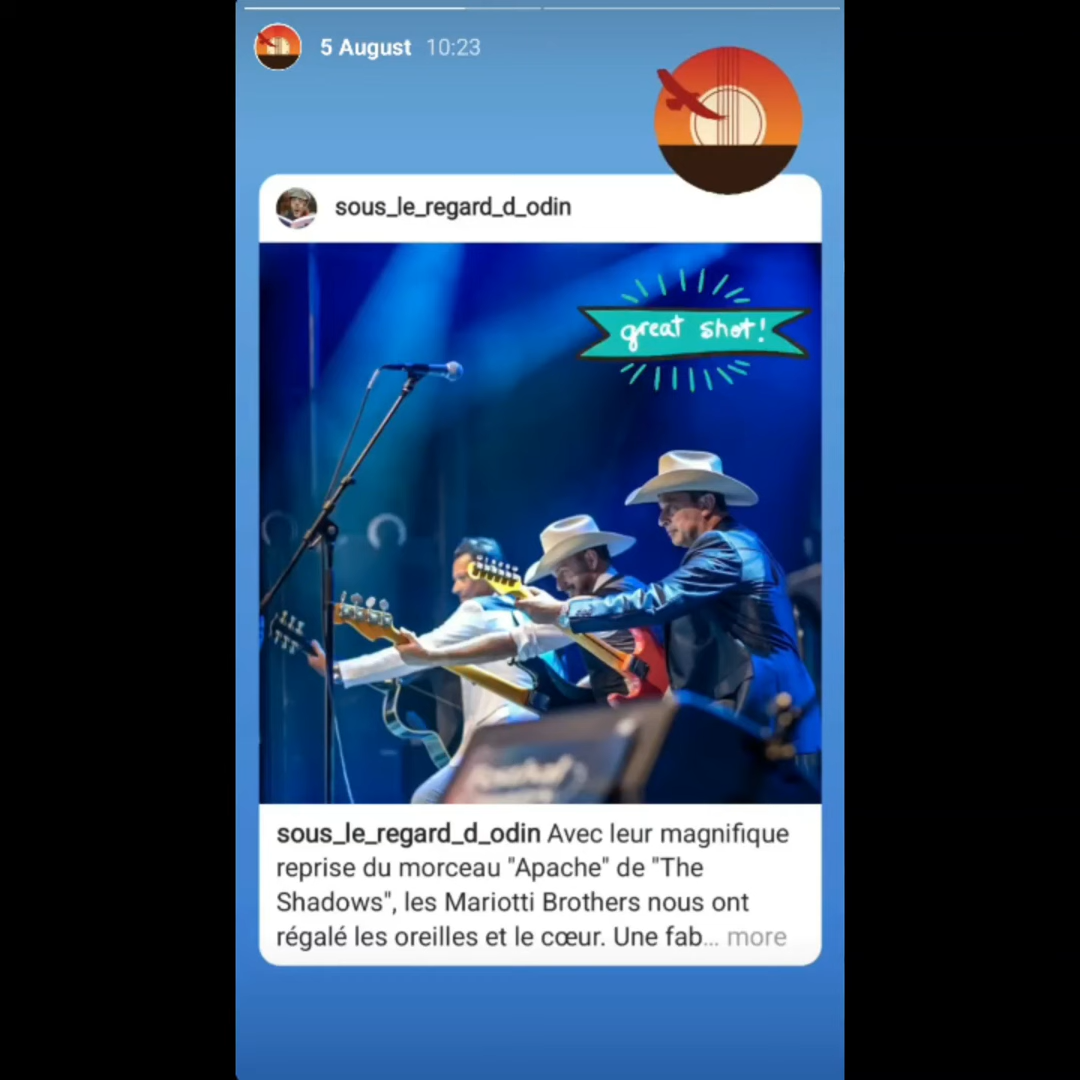 5 August 10:23
sous_le_regard_d_odin
great shot!
sous_le_regard_d_odin Avec leur magnifique
reprise du morceau "Apache" de "The
Shadows", les Mariotti Brothers nous ont
régalé les oreilles et le cœur. Une fab... more